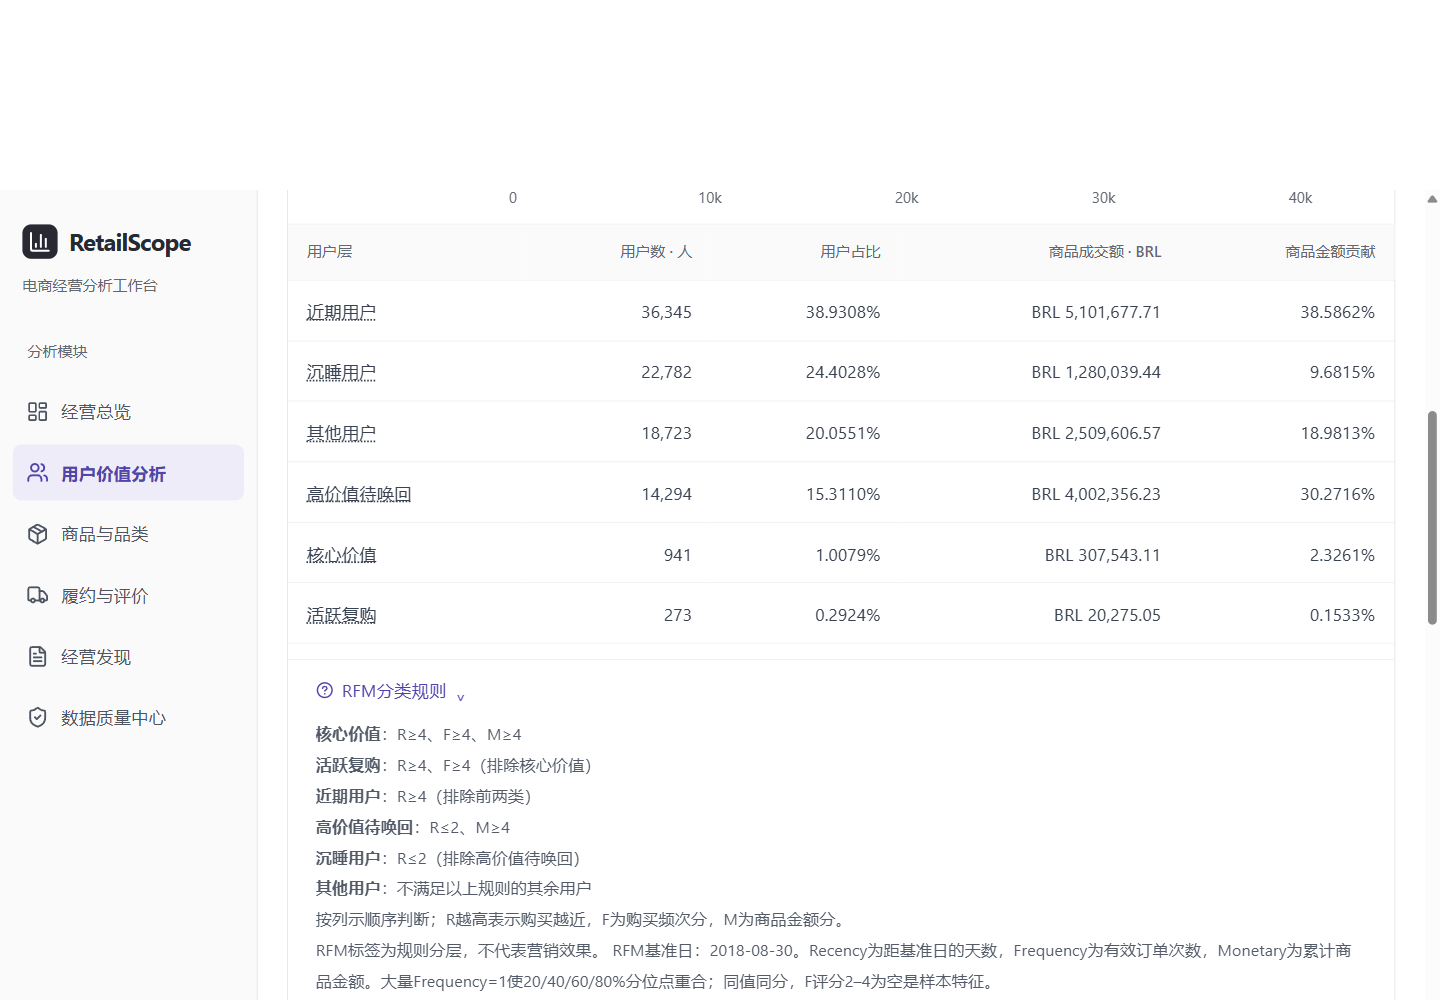 0 10k 20k 30k 40k
RetailScope
电商经营分析工作台
分析模块
经营总览
用户价值分析
商品与品类
履约与评价
经营发现
数据质量中心
用户层 用户数 · 人 用户占比 商品成交额 · BRL 商品金额贡献
近期用户 36,345 38.9308% BRL 5,101,677.71 38.5862%
沉睡用户 22,782 24.4028% BRL 1,280,039.44 9.6815%
其他用户 18,723 20.0551% BRL 2,509,606.57 18.9813%
高价值待唤回 14,294 15.3110% BRL 4,002,356.23 30.2716%
核心价值 941 1.0079% BRL 307,543.11 2.3261%
活跃复购 273 0.2924% BRL 20,275.05 0.1533%
RFM分类规则
核心价值：R≥4、F≥4、M≥4
活跃复购：R≥4、F≥4（排除核心价值）
近期用户：R≥4（排除前两类）
高价值待唤回：R≤2、M≥4
沉睡用户：R≤2（排除高价值待唤回）
其他用户：不满足以上规则的其余用户
按列示顺序判断；R越高表示购买越近，F为购买频次分，M为商品金额分。
RFM标签为规则分层，不代表营销效果。 RFM基准日：2018-08-30。Recency为距基准日的天数，Frequency为有效订单次数，Monetary为累计商
品金额。大量Frequency=1使20/40/60/80%分位点重合；同值同分，F评分2–4为空是样本特征。